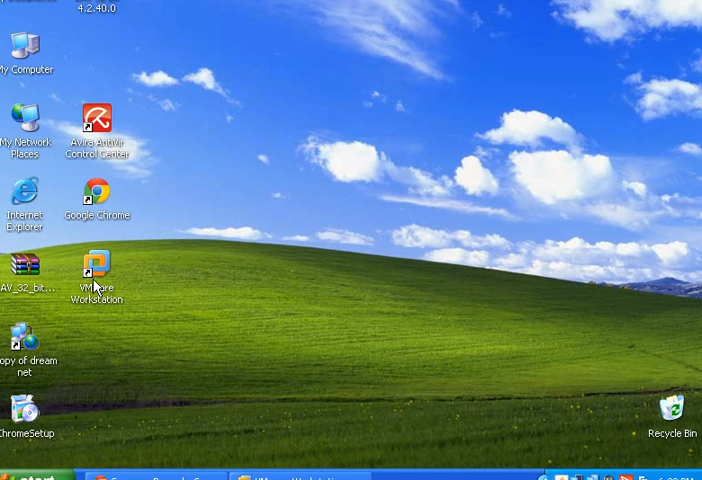 4.2.40.0
My Computer
My Network
Places
Avira AntiVir
Control Center
Internet
Explorer
Google Chrome
AV_32_bit...
VMware
Workstation
opy of dream
net
ChromeSetup
Recycle Bin
start